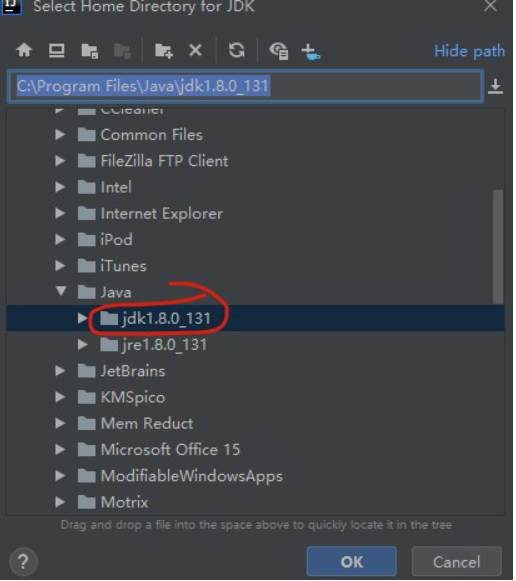 IJ
Select Home Directory for JDK
Hide path
C:\Program Files\Java\jdk1.8.0_131
CCleaner
Common Files
FileZilla FTP Client
Intel
Internet Explorer
iPod
iTunes
Java
jdk1.8.0_131
jre1.8.0_131
JetBrains
KMSpico
Mem Reduct
Microsoft Office 15
ModifiableWindowsApps
Motrix
Drag and drop a file into the space above to quickly locate it in the tree
?
OK
Cancel